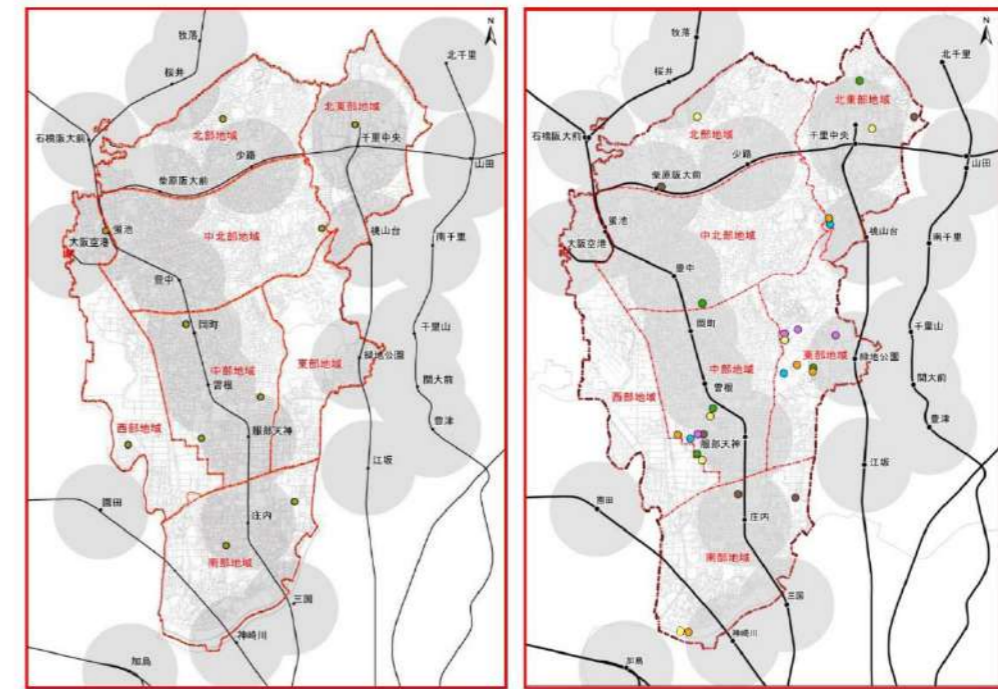 N
牧落
北千里
桜井
北東部地域
北部地域
石橋阪大前
千里中央
少路
山田
柴原阪大前
蛍池
中北部地域
桃山台
大阪空港
南千里
豊中
岡町
千里山
東部地域
緑地公園
中部地域
曽根
関大前
豊津
西部地域
服部天神
江坂
園田
庄内
南部地域
三国
神崎川
加島
N
牧落
北千里
桜井
北東部地域
北部地域
千里中央
石橋阪大前
少路
山田
柴原阪大前
蛍池
中北部地域
桃山台
大阪空港
南千里
豊中
岡町
千里山
東部地域
緑地公園
中部地域
曽根
関大前
西部地域
豊津
服部天神
江坂
園田
庄内
南部地域
三国
神崎川
加島